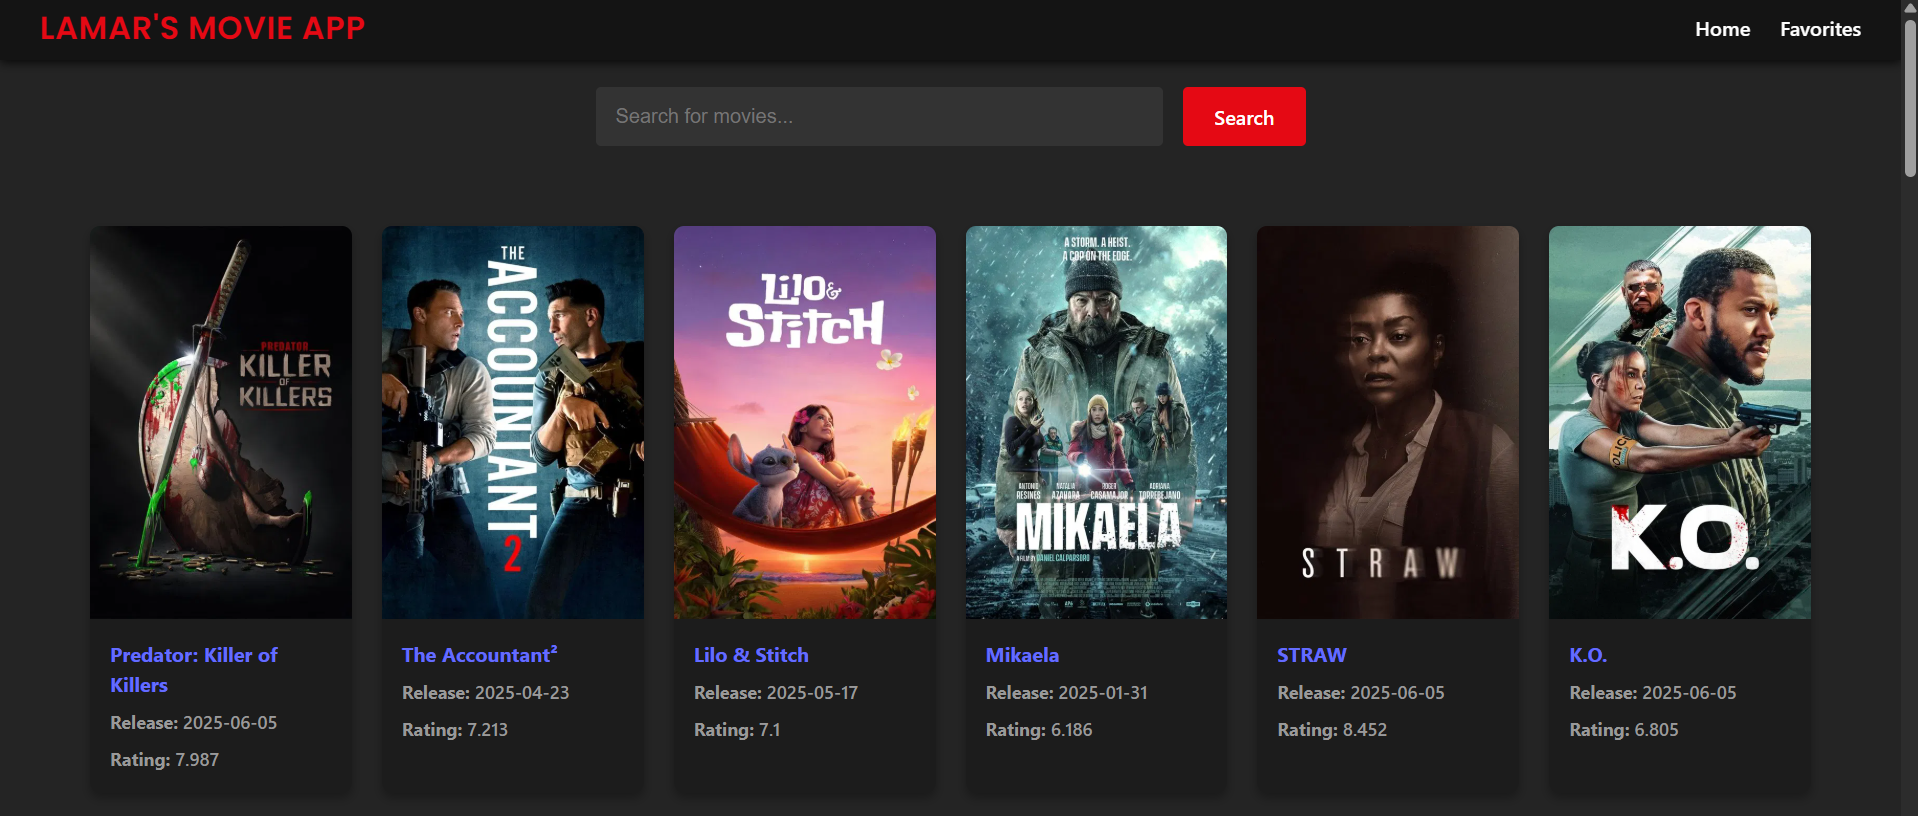 LAMAR'S MOVIE APP
Home Favorites
Search for movies...
Search
PREDATOR
KILLER
OF
KILLERS
THE
ACCOUNTANT
2
Lilo &
Stitch
A STORM. A HEIST.
A COP ON THE EDGE.
ANTONIO RESINES
NATALIA AZAHARA
ROGER CASAMAJOR
ADRIANA TORREBEJANO
MIKAELA
A FILM BY DANIEL CALPARSORO
STRAW
POLICE
K.O.
Predator: Killer of
Killers
Release: 2025-06-05
Rating: 7.987
The Accountant²
Release: 2025-04-23
Rating: 7.213
Lilo & Stitch
Release: 2025-05-17
Rating: 7.1
Mikaela
Release: 2025-01-31
Rating: 6.186
STRAW
Release: 2025-06-05
Rating: 8.452
K.O.
Release: 2025-06-05
Rating: 6.805